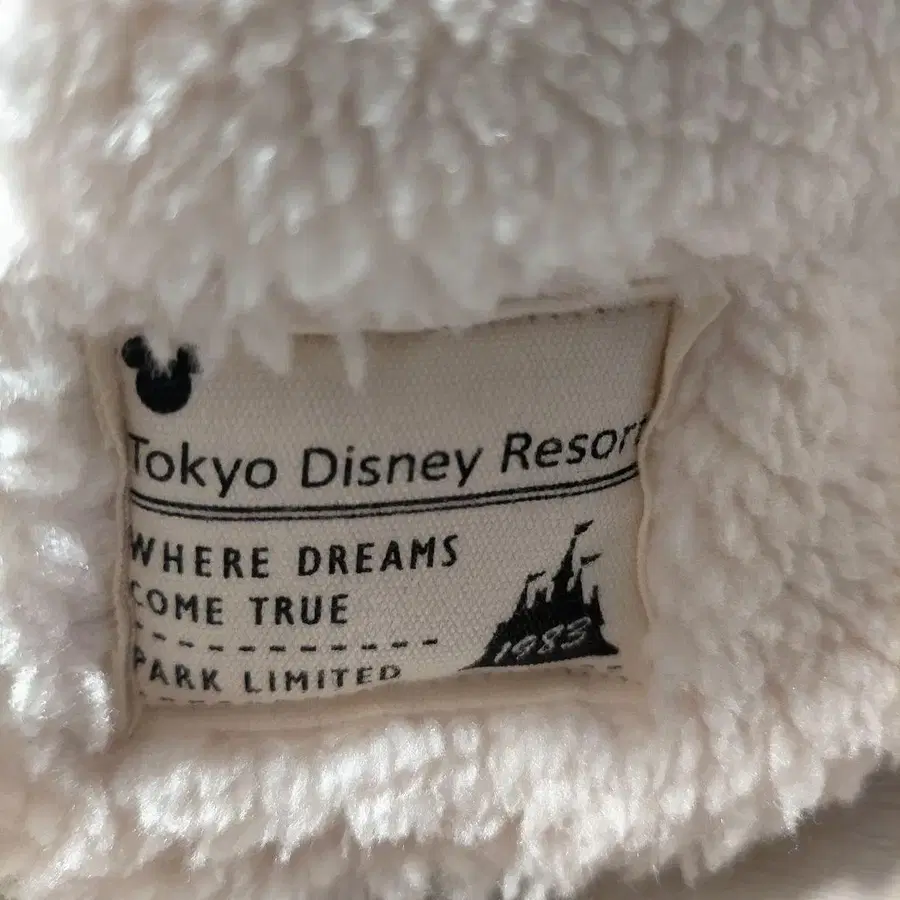 Tokyo Disney Resort
WHERE DREAMS
COME TRUE
1983
PARK LIMITED